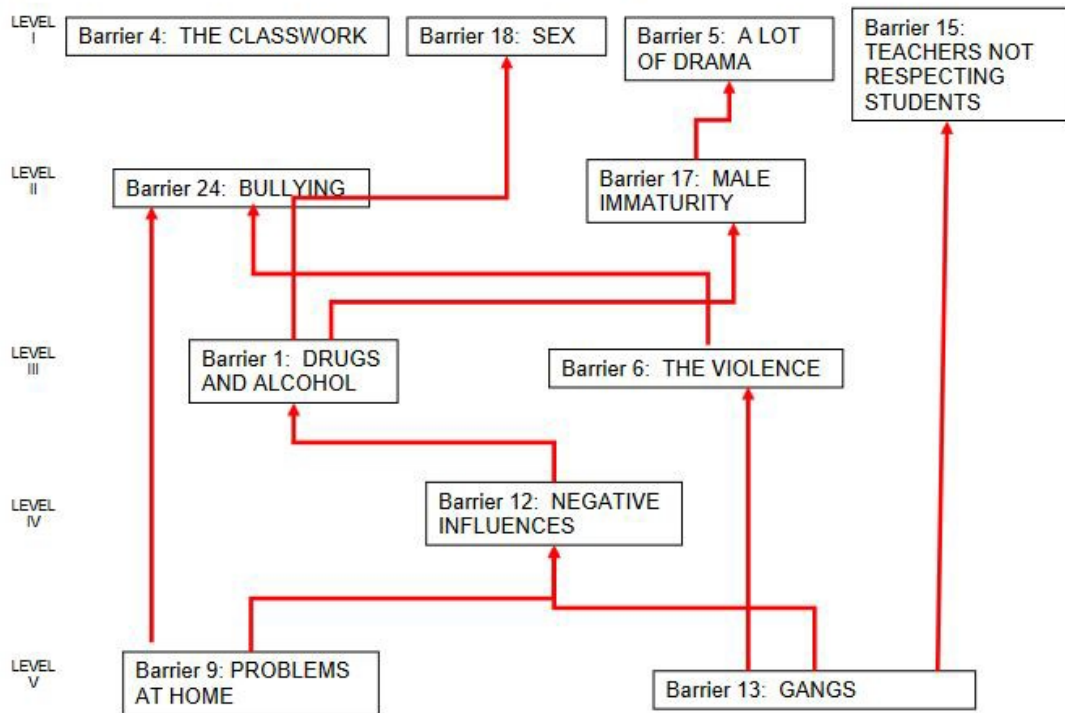 LEVEL
I
Barrier 4: THE CLASSWORK
Barrier 18: SEX
Barrier 5: A LOT
OF DRAMA
Barrier 15:
TEACHERS NOT
RESPECTING
STUDENTS
LEVEL
II
Barrier 24: BULLYING
Barrier 17: MALE
IMMATURITY
LEVEL
III
Barrier 1: DRUGS
AND ALCOHOL
Barrier 6: THE VIOLENCE
LEVEL
IV
Barrier 12: NEGATIVE
INFLUENCES
LEVEL
V
Barrier 9: PROBLEMS
AT HOME
Barrier 13: GANGS